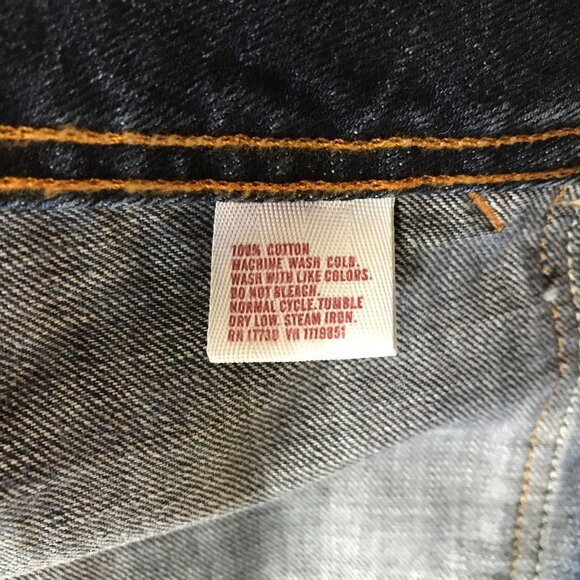 100% COTTON
MACHINE WASH COLD.
WASH WITH LIKE COLORS.
DO NOT BLEACH.
NORMAL CYCLE.TUMBLE
DRY LOW. STEAM IRON.
RN 17730 VN 1119851